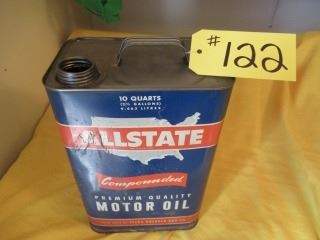 #122
10 QUARTS
(2½ GALLONS)
9.463 LITRES
ALLSTATE
Compounded
PREMIUM QUALITY
MOTOR OIL